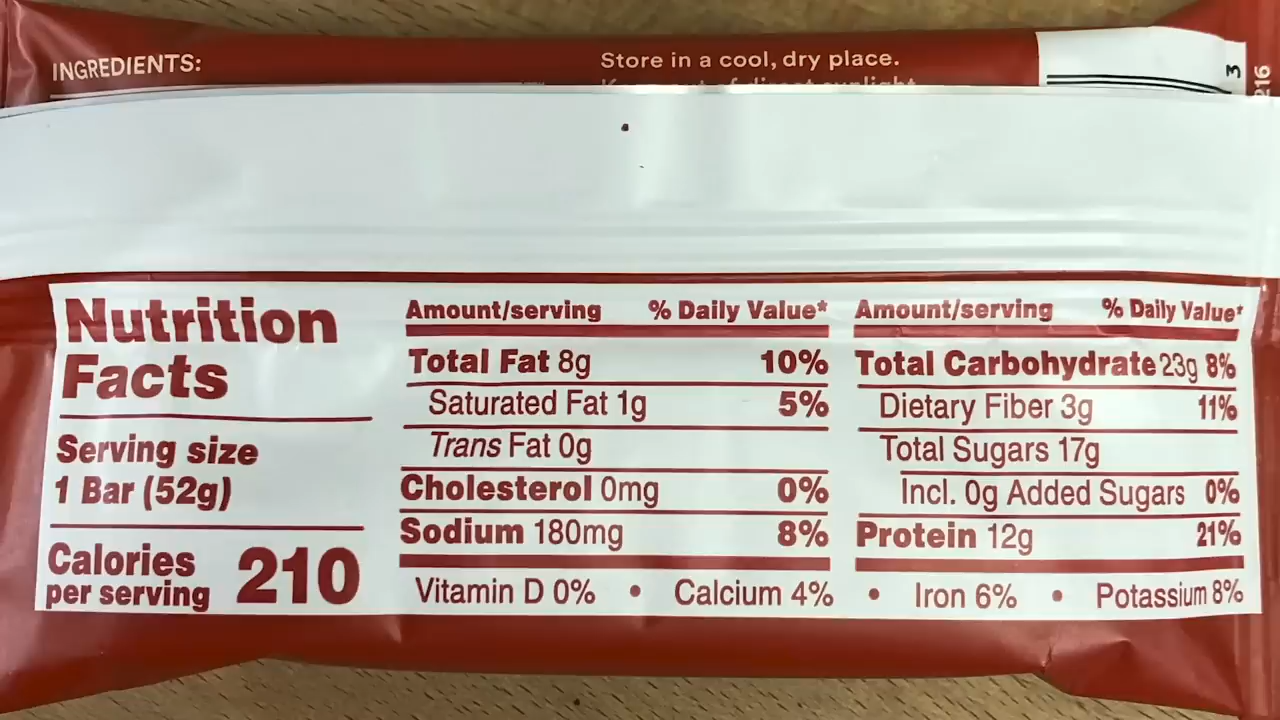 INGREDIENTS:
Store in a cool, dry place.
3
216
Nutrition
Facts
Serving size
1 Bar (52g)
Calories
per serving 210
Amount/serving % Daily Value*
Total Fat 8g 10%
Saturated Fat 1g 5%
Trans Fat 0g
Cholesterol 0mg 0%
Sodium 180mg 8%
Amount/serving % Daily Value*
Total Carbohydrate 23g 8%
Dietary Fiber 3g 11%
Total Sugars 17g
Incl. 0g Added Sugars 0%
Protein 12g 21%
Vitamin D 0% • Calcium 4% • Iron 6% • Potassium 8%